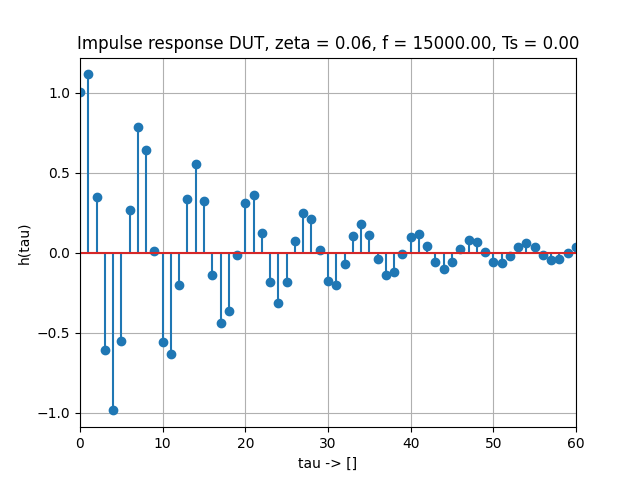 Impulse response DUT, zeta = 0.06, f = 15000.00, Ts = 0.00
1.0
0.5
0.0
−0.5
−1.0
h(tau)
0 10 20 30 40 50 60
tau -> []